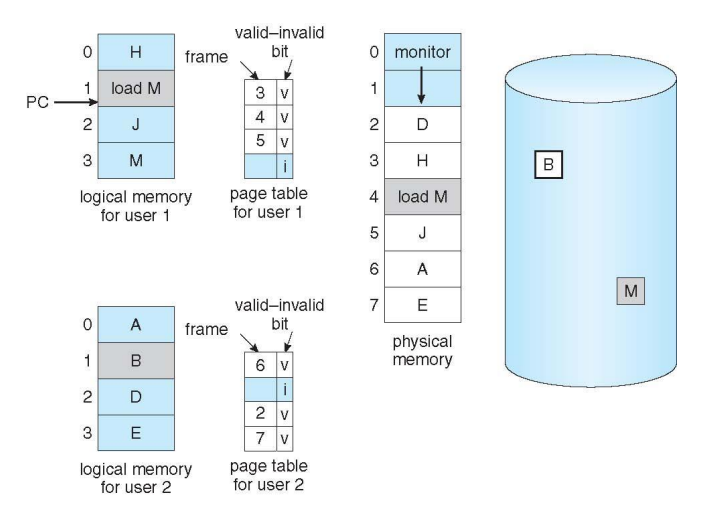 valid–invalid
bit
frame
0 H
1 load M
2 J
3 M
PC
3 v
4 v
5 v
i
logical memory
for user 1
page table
for user 1
0 monitor
1
2 D
3 H
4 load M
5 J
6 A
7 E
physical
memory
B
M
valid–invalid
bit
frame
0 A
1 B
2 D
3 E
6 v
i
2 v
7 v
logical memory
for user 2
page table
for user 2